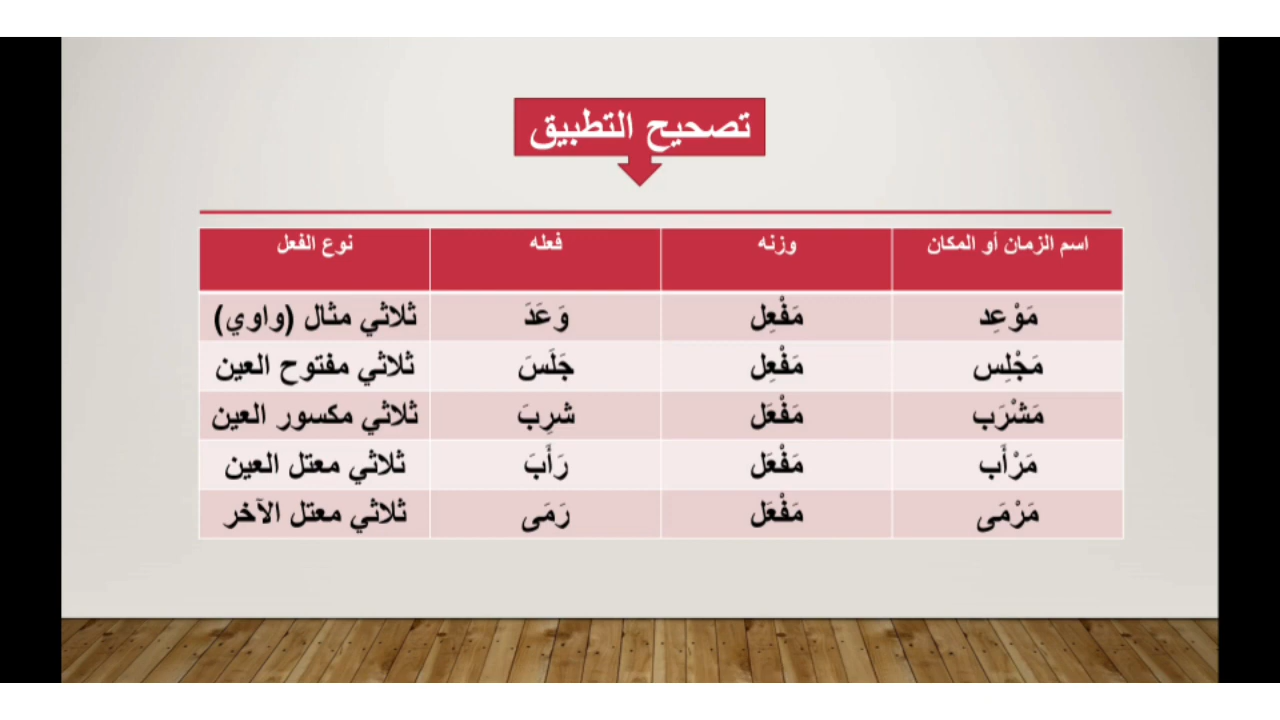 تصحيح التطبيق
اسم الزمان أو المكان وزنه فعله نوع الفعل
مَوْعِد مَفْعِل وَعَدَ ثلاثي مثال (واوي)
مَجْلِس مَفْعِل جَلَسَ ثلاثي مفتوح العين
مَشْرَب مَفْعَل شرِبَ ثلاثي مكسور العين
مَرْأَب مَفْعَل رَأَبَ ثلاثي معتل العين
مَرْمَى مَفْعَل رَمَى ثلاثي معتل الآخر